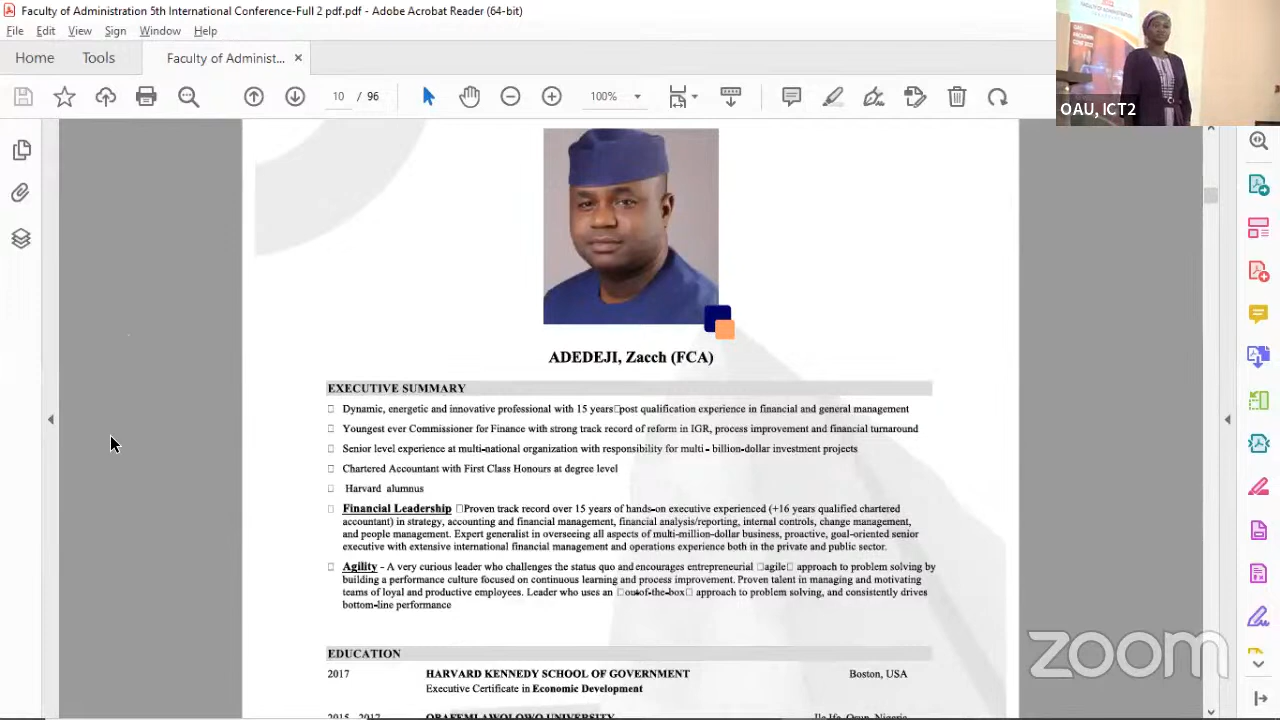 Faculty of Administration 5th International Conference-Full 2 pdf.pdf - Adobe Acrobat Reader (64-bit)
File Edit View Sign Window Help
Home Tools Faculty of Administ... ×
10 / 96 100%
OAU, ICT2
ADEDEJI, Zacch (FCA)
EXECUTIVE SUMMARY
Dynamic, energetic and innovative professional with 15 years□post qualification experience in financial and general management
Youngest ever Commissioner for Finance with strong track record of reform in IGR, process improvement and financial turnaround
Senior level experience at multi-national organization with responsibility for multi - billion-dollar investment projects
Chartered Accountant with First Class Honours at degree level
Harvard alumnus
Financial Leadership □Proven track record over 15 years of hands-on executive experienced (+16 years qualified chartered
accountant) in strategy, accounting and financial management, financial analysis/reporting, internal controls, change management,
and people management. Expert generalist in overseeing all aspects of multi-million-dollar business, proactive, goal-oriented senior
executive with extensive international financial management and operations experience both in the private and public sector.
Agility - A very curious leader who challenges the status quo and encourages entrepreneurial □agile□ approach to problem solving by
building a performance culture focused on continuous learning and process improvement. Proven talent in managing and motivating
teams of loyal and productive employees. Leader who uses an □out-of-the-box□ approach to problem solving, and consistently drives
bottom-line performance
EDUCATION
2017 HARVARD KENNEDY SCHOOL OF GOVERNMENT Boston, USA
Executive Certificate in Economic Development
2015 - 2017 OBAFEMI AWOLOWO UNIVERSITY Ile Ife, Osun, Nigeria
zoom